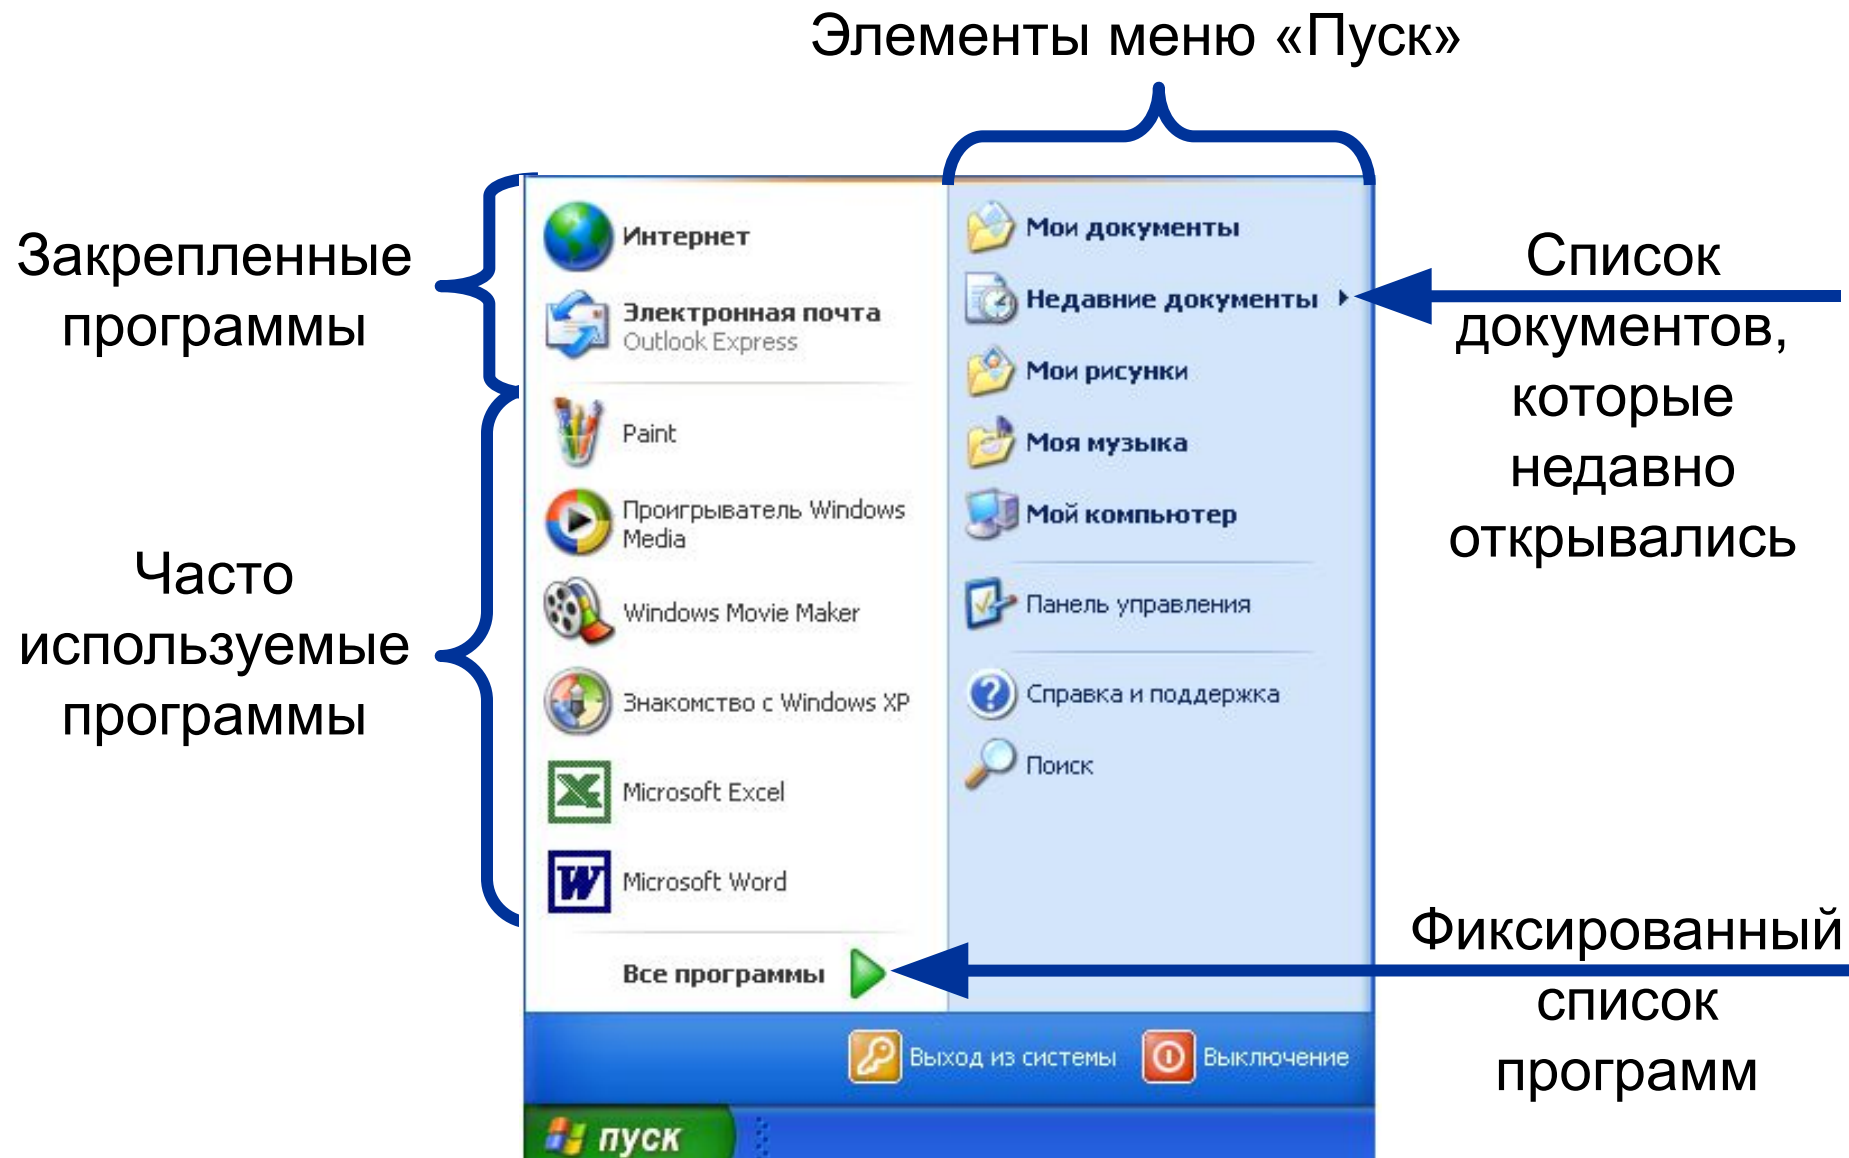 Элементы меню «Пуск»
Закрепленные
программы
Часто
используемые
программы
Интернет
Электронная почта
Outlook Express
Paint
Проигрыватель Windows
Media
Windows Movie Maker
Знакомство с Windows XP
Microsoft Excel
Microsoft Word
Все программы
Мои документы
Недавние документы
Мои рисунки
Моя музыка
Мой компьютер
Панель управления
Справка и поддержка
Поиск
Список
документов,
которые
недавно
открывались
Фиксированный
список
программ
Выход из системы
Выключение
пуск